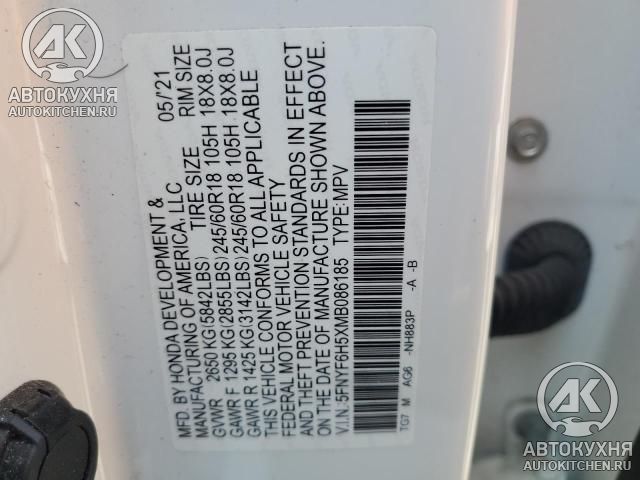 АК
АВТОКУХНЯ
AUTOKITCHEN.RU
MFD. BY HONDA DEVELOPMENT & 05/'21
MANUFACTURING OF AMERICA, LLC
TIRE SIZE RIM SIZE
GVWR 2650 KG(5842LBS)
GAWR F 1295 KG(2855LBS) 245/60R18 105H 18X8.0J
GAWR R 1425 KG(3142LBS) 245/60R18 105H 18X8.0J
THIS VEHICLE CONFORMS TO ALL APPLICABLE
FEDERAL MOTOR VEHICLE SAFETY
AND THEFT PREVENTION STANDARDS IN EFFECT
ON THE DATE OF MANUFACTURE SHOWN ABOVE.
V.I.N.:5FNYF6H5XMB086185 TYPE:MPV
TG7 M AG6 -NH883P -A -B
АК
АВТОКУХНЯ
AUTOKITCHEN.RU